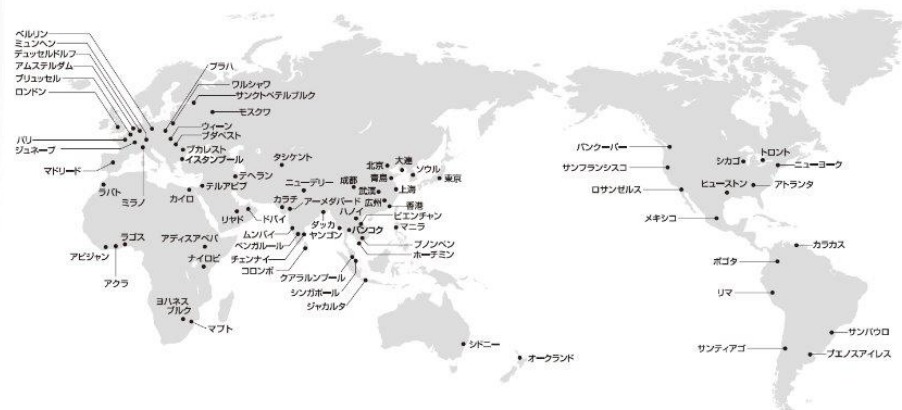 ベルリン
ミュンヘン
デュッセルドルフ
アムステルダム
ブリュッセル
ロンドン
パリ
ジュネーブ
マドリード
ラバト
ミラノ
プラハ
ワルシャワ
サンクトペテルブルク
モスクワ
ウィーン
ブダペスト
ブカレスト
イスタンブール
タシケント
テヘラン
テルアビブ
カイロ
リヤド
ドバイ
ニューデリー
カラチ
アーメダバード
ムンバイ
ベンガルール
チェンナイ
コロンボ
ダッカ
ヤンゴン
北京
大連
ソウル
青島
東京
成都
武漢
上海
広州
香港
ハノイ
ビエンチャン
バンコク
マニラ
プノンペン
ホーチミン
クアラルンプール
シンガポール
ジャカルタ
ラゴス
アビジャン
アクラ
アディスアベバ
ナイロビ
ヨハネス
ブルク
マプト
シドニー
オークランド
バンクーバー
サンフランシスコ
ロサンゼルス
シカゴ
トロント
ニューヨーク
ヒューストン
アトランタ
メキシコ
カラカス
ボゴタ
リマ
サンパウロ
サンティアゴ
ブエノスアイレス